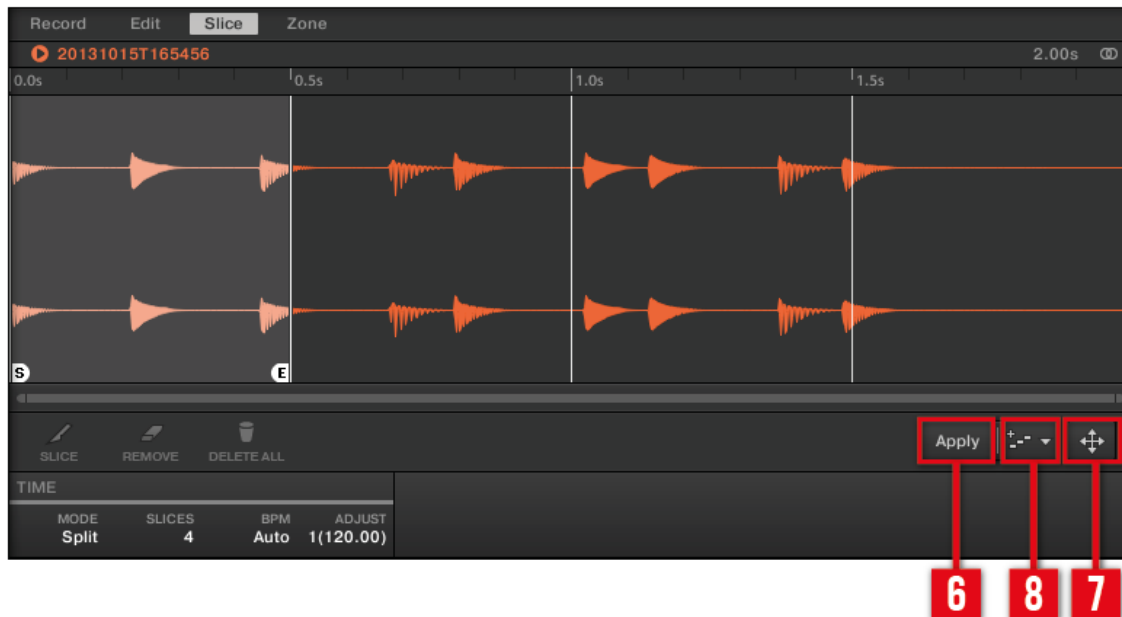 Record Edit Slice Zone
20131015T165456 2.00s
0.0s 0.5s 1.0s 1.5s
S E
SLICE REMOVE DELETE ALL Apply
TIME
MODE SLICES BPM ADJUST
Split 4 Auto 1(120.00)
6 8 7